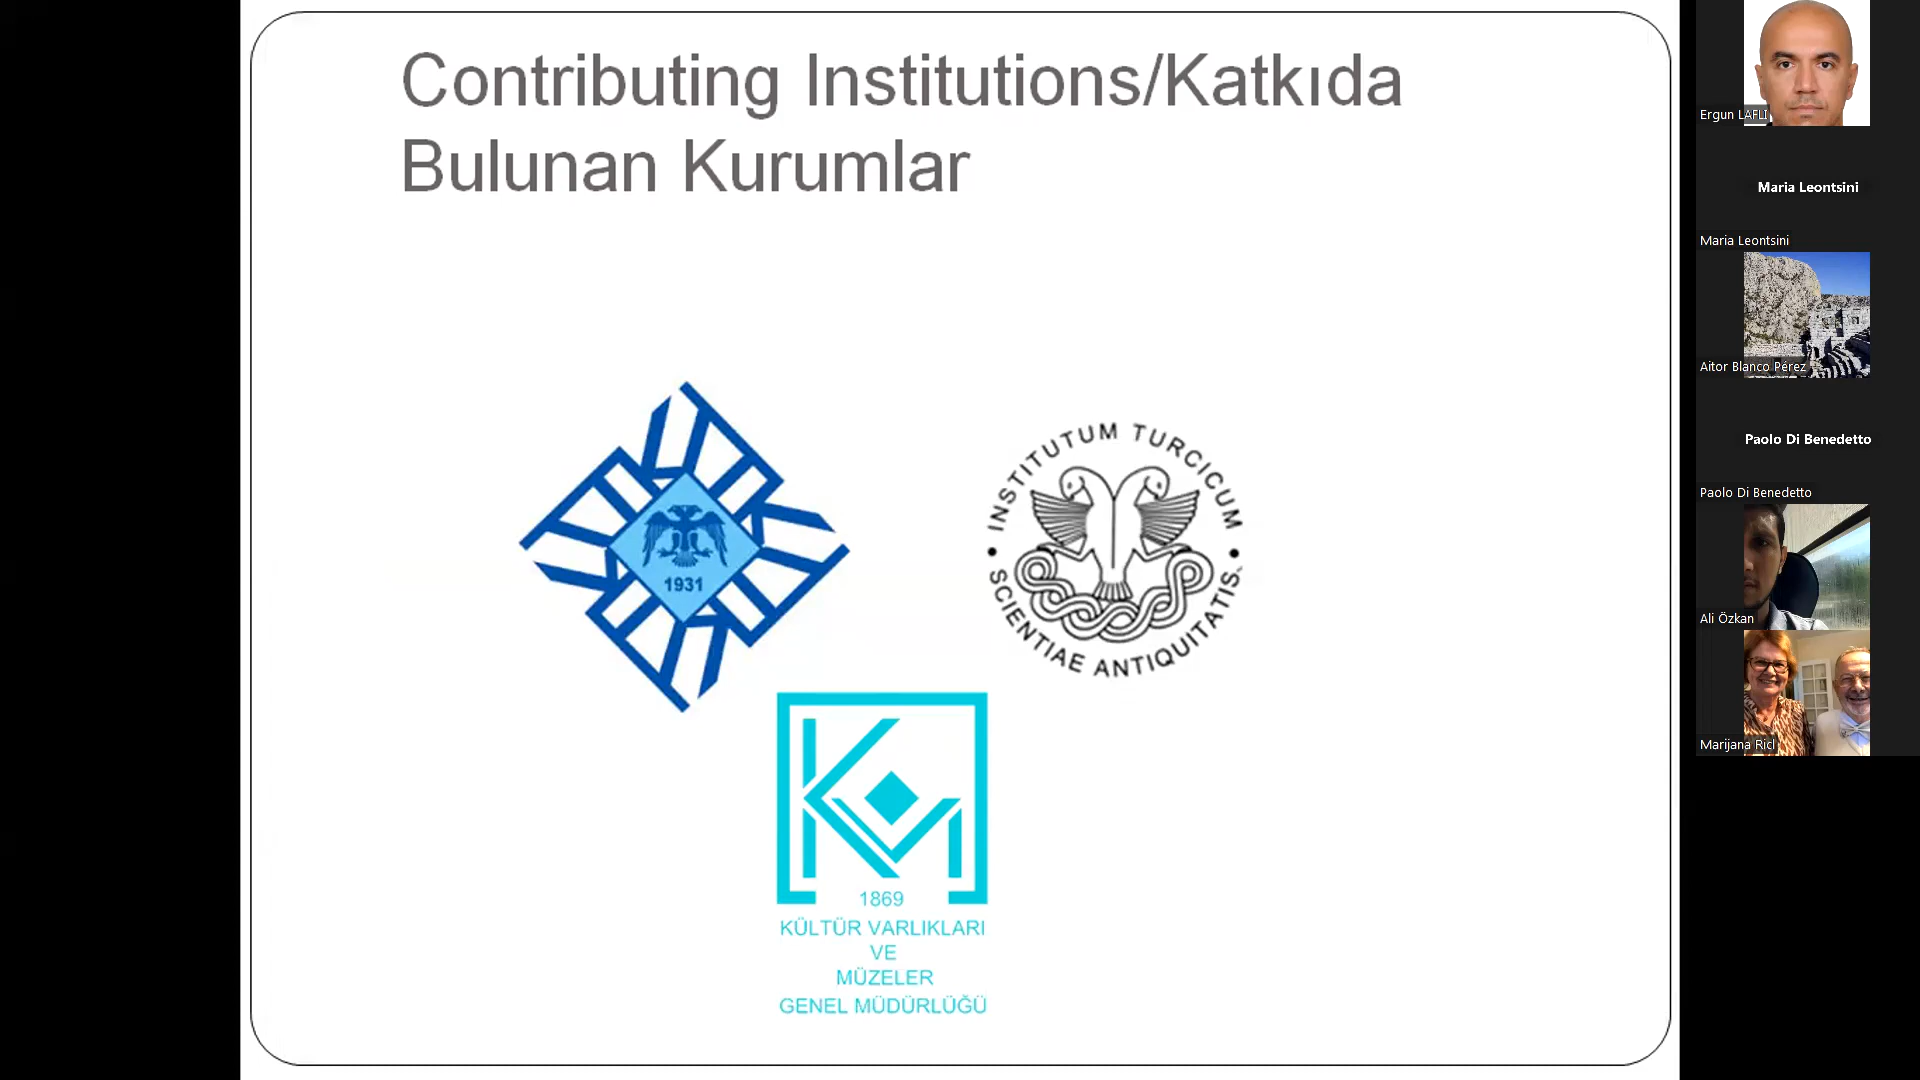 Contributing Institutions/Katkıda
Bulunan Kurumlar
1931
INSTITUTUM TURCICUM
SCIENTIAE ANTIQUITATIS
1869
KÜLTÜR VARLIKLARI
VE
MÜZELER
GENEL MÜDÜRLÜĞÜ
Ergun LAFLI
Maria Leontsini
Maria Leontsini
Aitor Blanco Pérez
Paolo Di Benedetto
Paolo Di Benedetto
Ali Özkan
Marijana Ricl